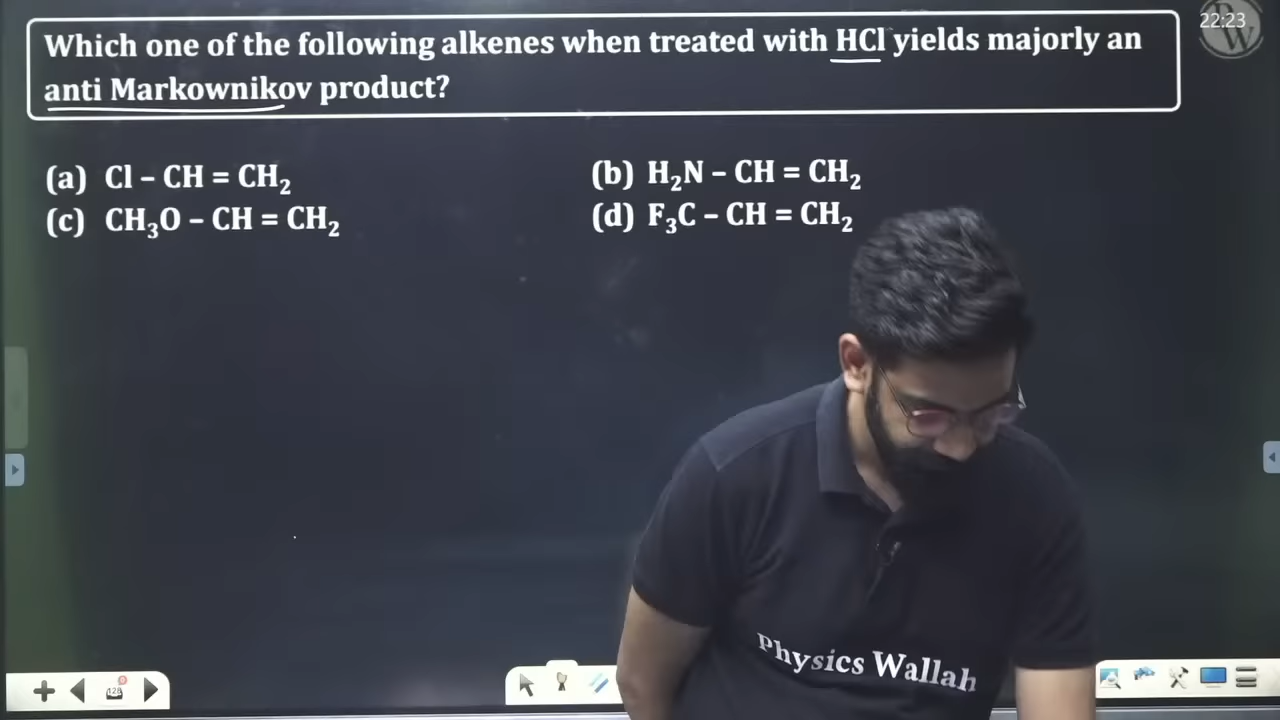 22:23
Which one of the following alkenes when treated with HCl yields majorly an
anti Markownikov product?
(a) Cl – CH = CH₂
(b) H₂N – CH = CH₂
(c) CH₃O – CH = CH₂
(d) F₃C – CH = CH₂
Physics Wallah
128